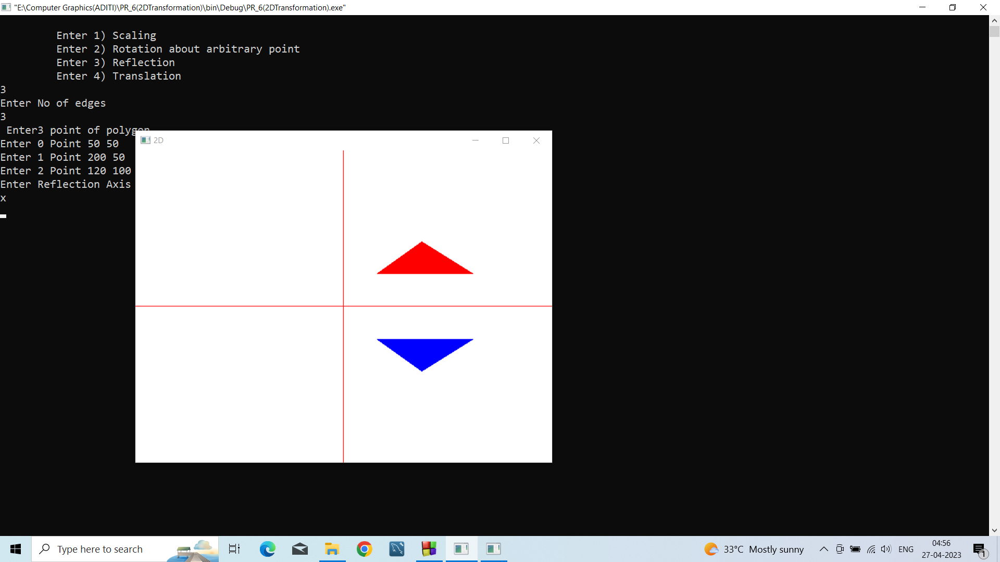 "E:\Computer Graphics(ADITI)\PR_6(2DTransformation)\bin\Debug\PR_6(2DTransformation).exe"
Enter 1) Scaling
Enter 2) Rotation about arbitrary point
Enter 3) Reflection
Enter 4) Translation
3
Enter No of edges
3
Enter3 point of polygon
Enter 0 Point 50 50
Enter 1 Point 200 50
Enter 2 Point 120 100
Enter Reflection Axis
x
2D
Type here to search
33°C Mostly sunny
ENG
04:56
27-04-2023
1